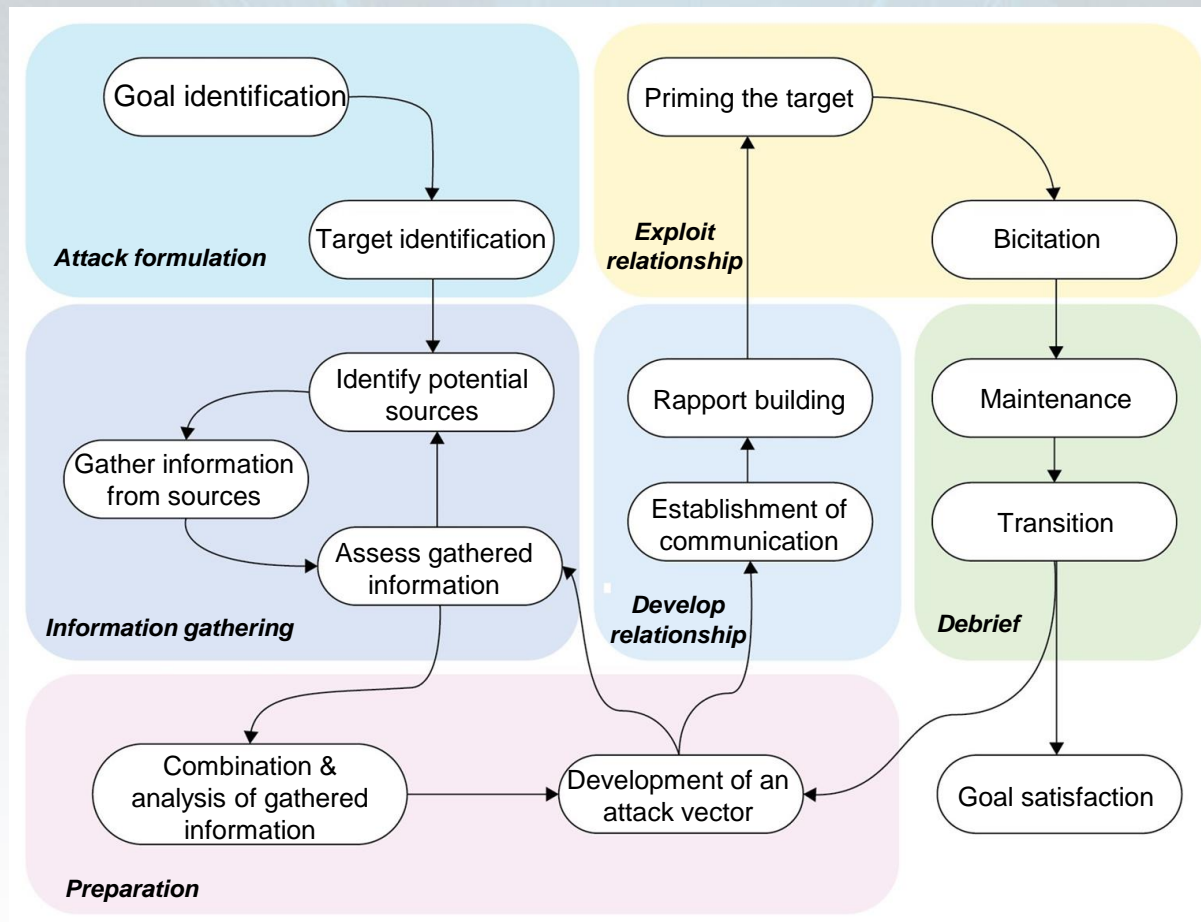 Goal identification
Target identification
Attack formulation
Identify potential
sources
Gather information
from sources
Assess gathered
information
Information gathering
Combination &
analysis of gathered
information
Development of an
attack vector
Preparation
Establishment of
communication
Rapport building
Develop
relationship
Priming the target
Bicitation
Exploit
relationship
Maintenance
Transition
Debrief
Goal satisfaction